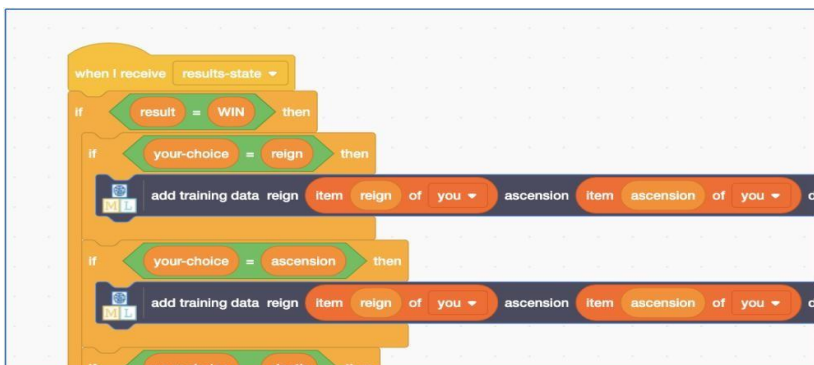 when I receive results-state
if result = WIN then
if your-choice = reign then
ML add training data reign item reign of you ascension item ascension of you
if your-choice = ascension then
ML add training data reign item reign of you ascension item ascension of you